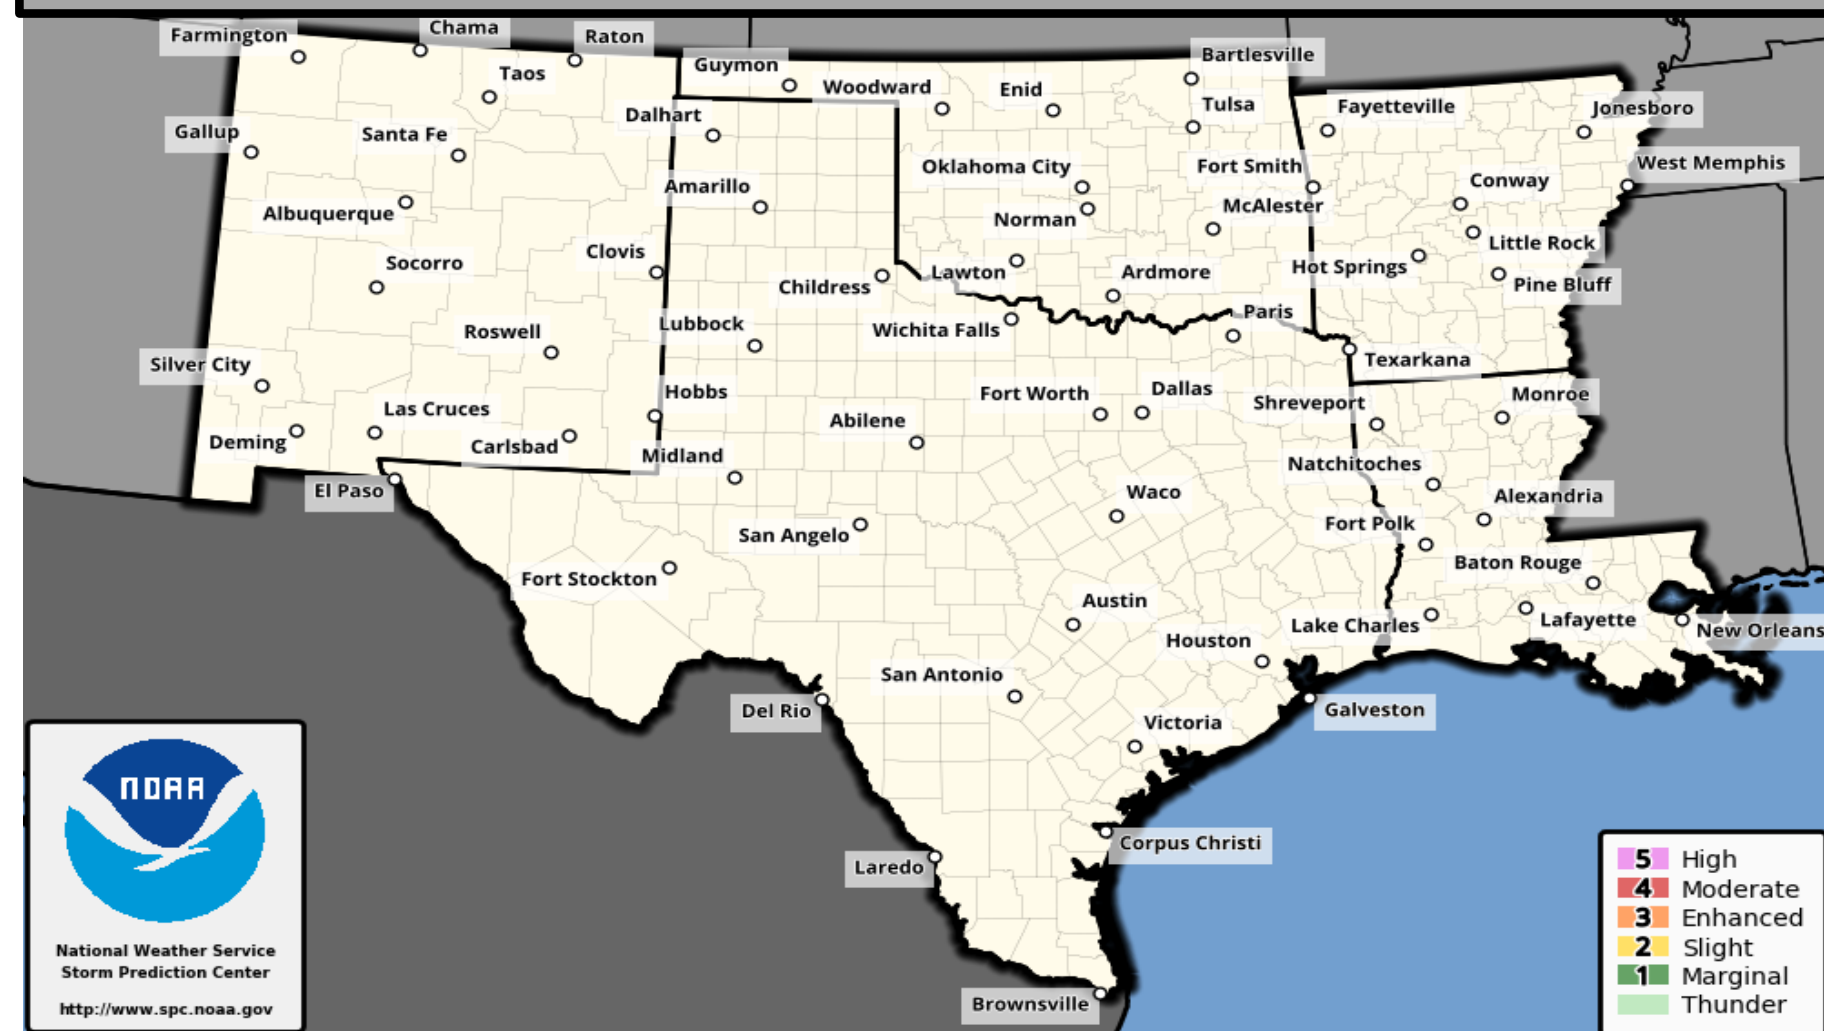 Farmington
Chama
Raton
Taos
Guymon
Woodward
Enid
Bartlesville
Dalhart
Tulsa
Fayetteville
Jonesboro
Gallup
Santa Fe
Oklahoma City
Fort Smith
West Memphis
Amarillo
Conway
Albuquerque
Norman
McAlester
Little Rock
Clovis
Socorro
Childress
Lawton
Ardmore
Hot Springs
Pine Bluff
Roswell
Lubbock
Wichita Falls
Paris
Silver City
Texarkana
Hobbs
Fort Worth
Dallas
Shreveport
Monroe
Las Cruces
Abilene
Deming
Carlsbad
Midland
Natchitoches
El Paso
Waco
Alexandria
San Angelo
Fort Polk
Fort Stockton
Baton Rouge
Austin
Lake Charles
Lafayette
New Orleans
Houston
San Antonio
Del Rio
Victoria
Galveston
Corpus Christi
Laredo
Brownsville
NOAA
National Weather Service
Storm Prediction Center
http://www.spc.noaa.gov
5 High
4 Moderate
3 Enhanced
2 Slight
1 Marginal
Thunder